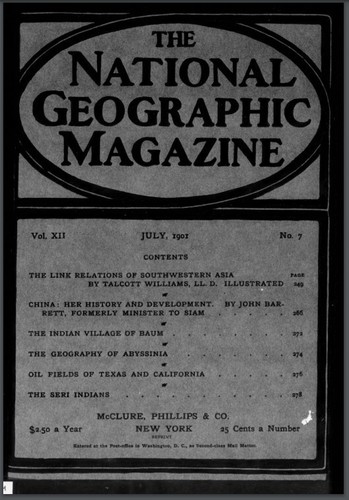 THE
NATIONAL
GEOGRAPHIC
MAGAZINE
Vol, XII JULY, 1901 No. 7
CONTENTS
THE LINK RELATIONS OF SOUTHWESTERN ASIA PAGE
BY TALCOTT WILLIAMS, LL. D. ILLUSTRATED 249
CHINA: HER HISTORY AND DEVELOPMENT. BY JOHN BAR-
RETT, FORMERLY MINISTER TO SIAM . . . . . 266
THE INDIAN VILLAGE OF BAUM . . . . . . . 272
THE GEOGRAPHY OF ABYSSINIA . . . . . . . 274
OIL FIELDS OF TEXAS AND CALIFORNIA . . . . . 276
THE SERI INDIANS . . . . . . . . . 278
McCLURE, PHILLIPS & CO.
$2.50 a Year NEW YORK 25 Cents a Number
Entered at the Post-office in Washington, D. C., as Second-class Mail Matter.